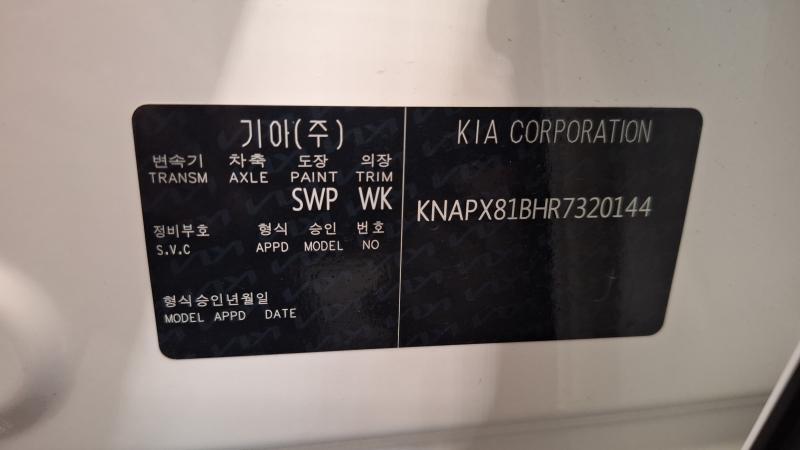 기아(주)
변속기 차축 도장 의장
TRANSM AXLE PAINT TRIM
SWP WK
정비부호 형식 승인 번호
S.V.C APPD MODEL NO
형식승인년월일
MODEL APPD DATE
KIA CORPORATION
KNAPX81BHR7320144